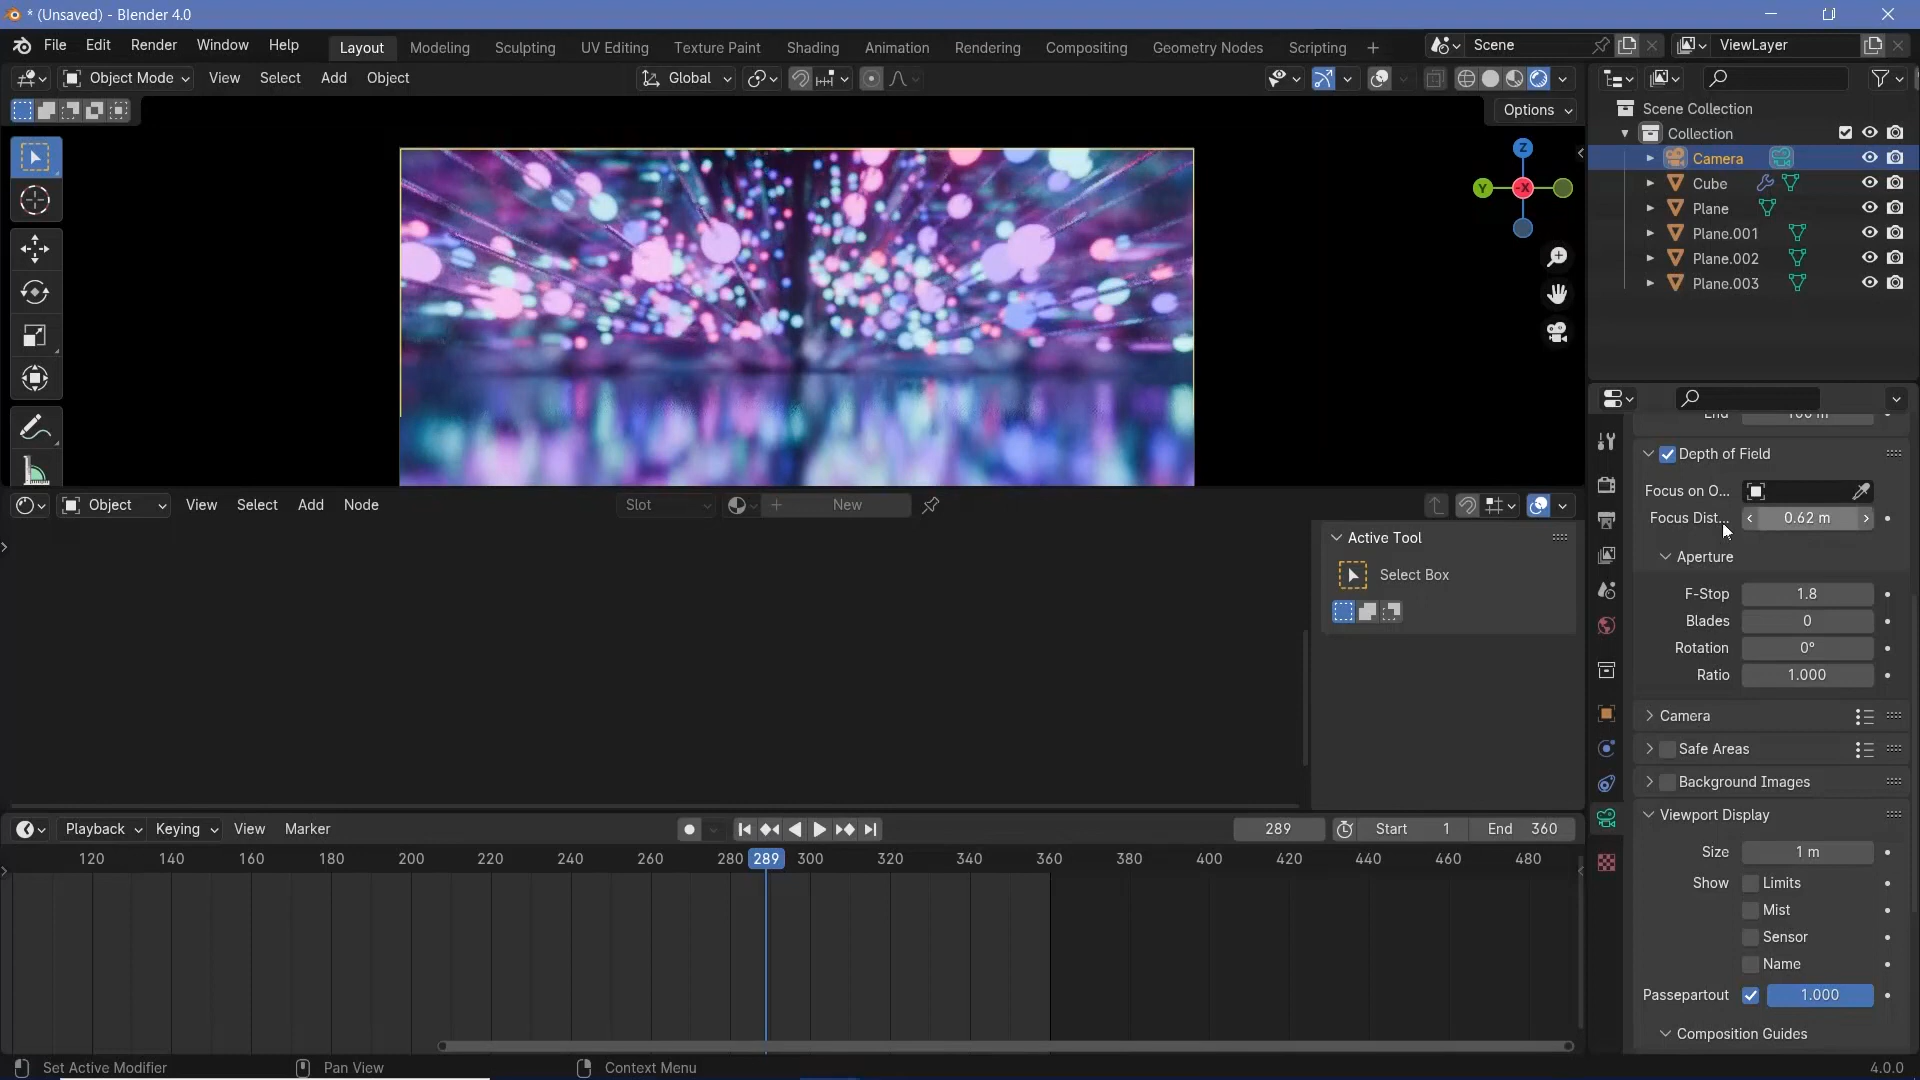 * (Unsaved) - Blender 4.0
File Edit Render Window Help Layout Modeling Sculpting UV Editing Texture Paint Shading Animation Rendering Compositing Geometry Nodes Scripting + Scene ViewLayer
Object Mode View Select Add Object Global
Options
Scene Collection
Collection
Camera
Cube
Plane
Plane.001
Plane.002
Plane.003
Z
Y
-X
End 100 m
Depth of Field
Focus on O...
Focus Dist... 0.62 m
Aperture
F-Stop 1.8
Blades 0
Rotation 0°
Ratio 1.000
Camera
Safe Areas
Background Images
Viewport Display
Size 1 m
Show Limits
Mist
Sensor
Name
Passepartout 1.000
Composition Guides
Object View Select Add Node Slot New
Active Tool
Select Box
Playback Keying View Marker 289 Start 1 End 360
120 140 160 180 200 220 240 260 280 289 300 320 340 360 380 400 420 440 460 480
Set Active Modifier Pan View Context Menu 4.0.0